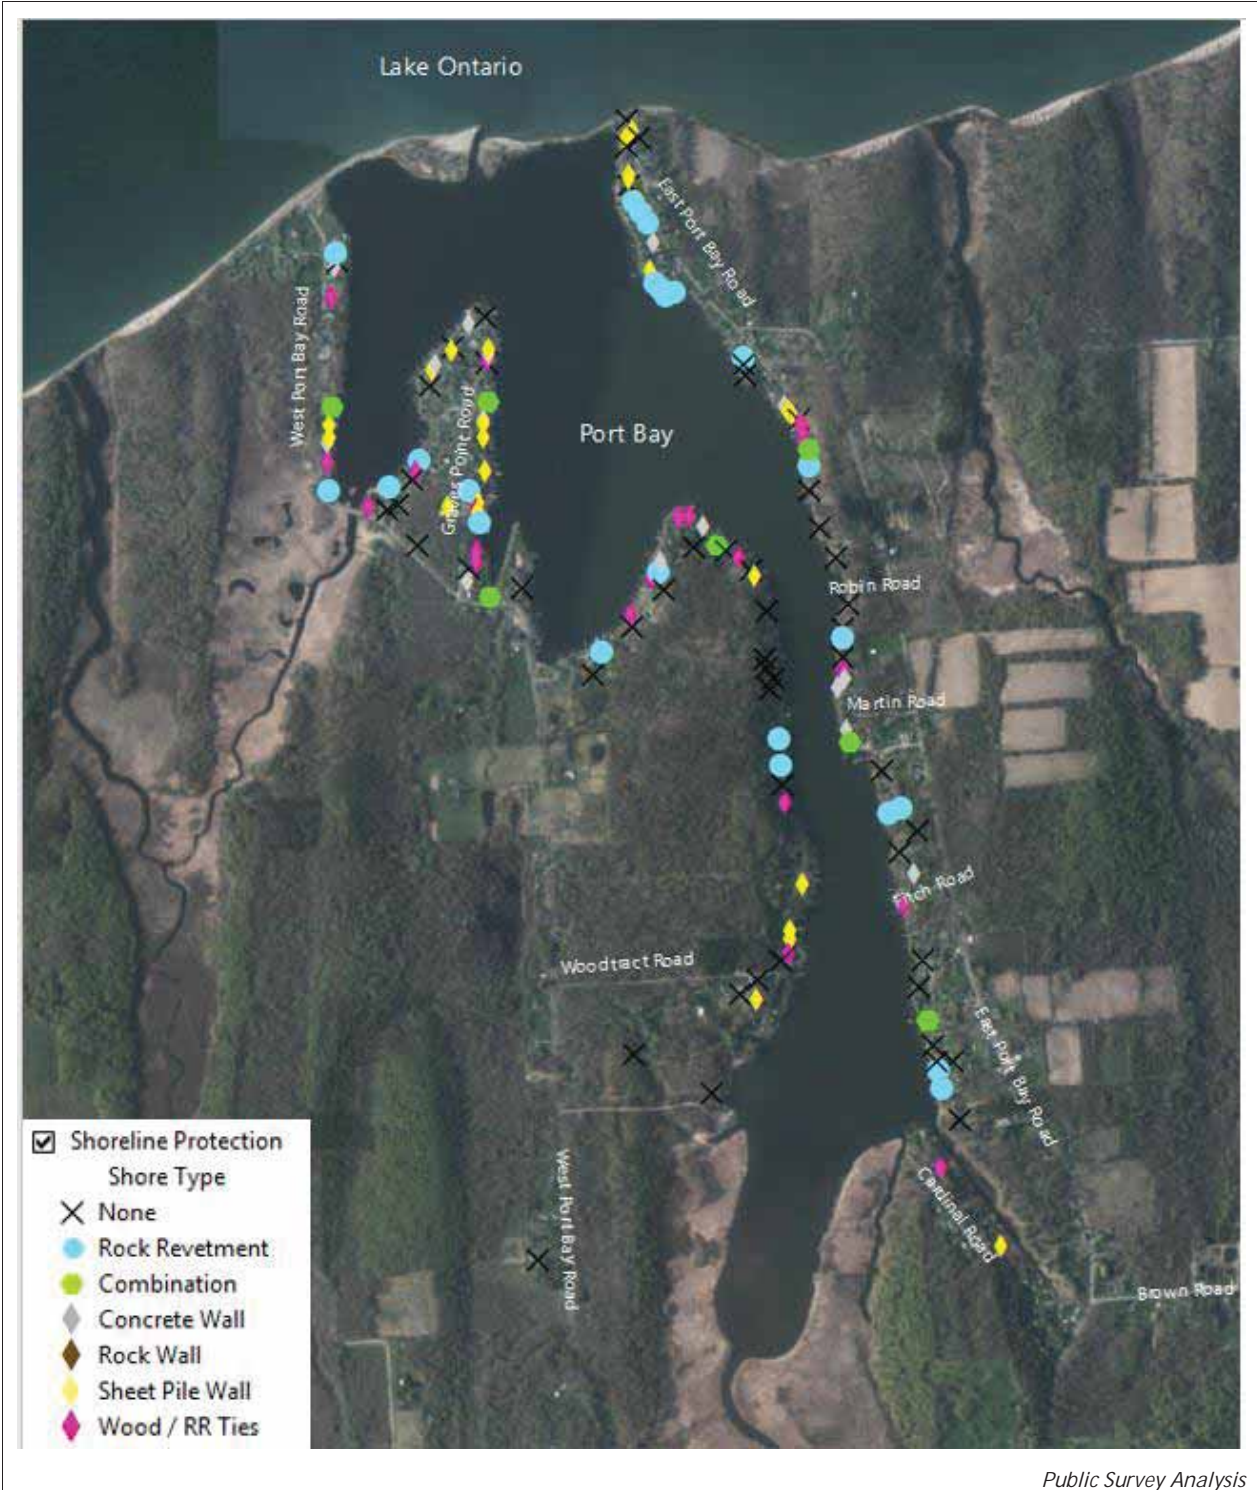 Lake Ontario
East Port Bay Road
West Port Bay Road
Graves Point Road
Port Bay
Robin Road
Martin Road
Fitch Road
Woodtract Road
East Port Bay Road
West Port Bay Road
Cardinal Road
Brown Road
Shoreline Protection
Shore Type
None
Rock Revetment
Combination
Concrete Wall
Rock Wall
Sheet Pile Wall
Wood / RR Ties
Public Survey Analysis